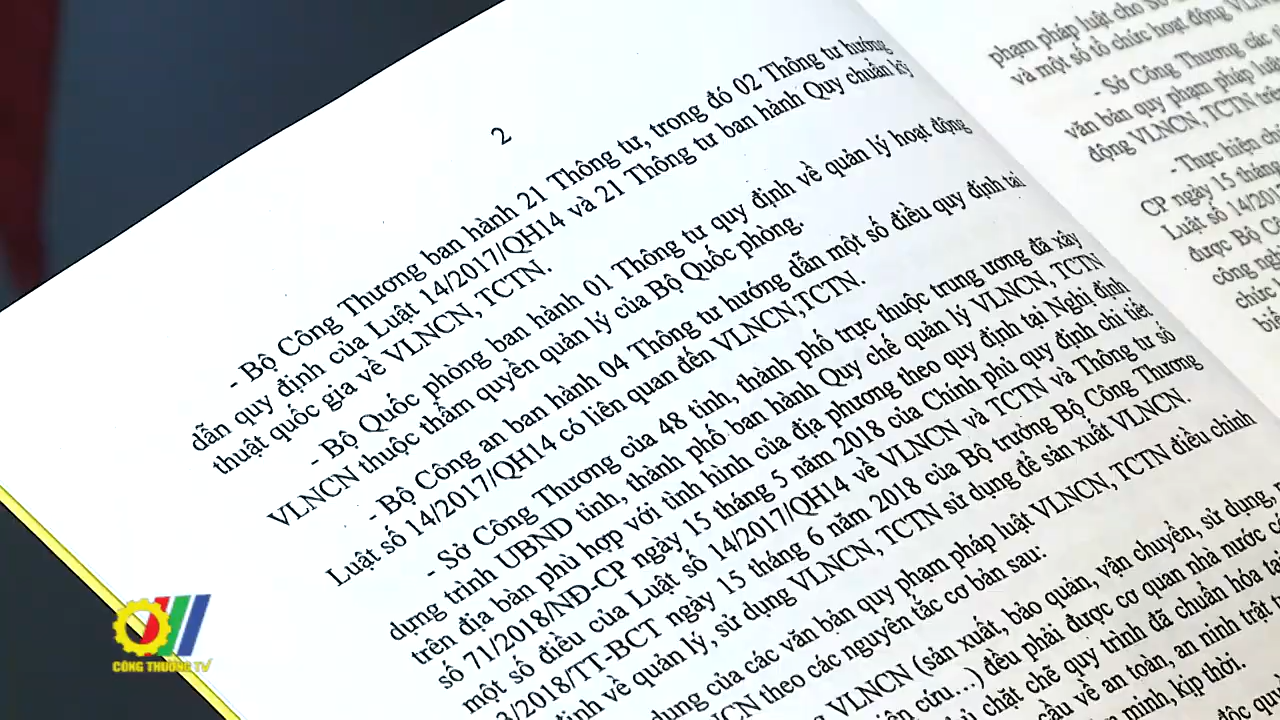 2
- Bộ Công Thương ban hành 21 Thông tư, trong đó 02 Thông tư hướng
dẫn quy định của Luật 14/2017/QH14 và 21 Thông tư ban hành Quy chuẩn kỹ
thuật quốc gia về VLNCN, TCTN.
- Bộ Quốc phòng ban hành 01 Thông tư quy định về quản lý hoạt động
VLNCN thuộc thẩm quyền quản lý của Bộ Quốc phòng.
- Bộ Công an ban hành 04 Thông tư hướng dẫn một số điều quy định tại
Luật số 14/2017/QH14 có liên quan đến VLNCN,TCTN.
- Sở Công Thương của 48 tỉnh, thành phố trực thuộc trung ương đã xây
dựng trình UBND tỉnh, thành phố ban hành Quy chế quản lý VLNCN, TCTN
trên địa bàn phù hợp với tình hình của địa phương theo quy định tại Nghị định
số 71/2018/NĐ-CP ngày 15 tháng 5 năm 2018 của Chính phủ quy định chi tiết
một số điều của Luật số 14/2017/QH14 về VLNCN và TCTN và Thông tư số
3/2018/TT-BCT ngày 15 tháng 6 năm 2018 của Bộ trưởng Bộ Công Thương
định về quản lý, sử dụng VLNCN, TCTN sử dụng để sản xuất VLNCN.
dung của các văn bản quy phạm pháp luật VLNCN, TCTN điều chỉnh
NCN theo các nguyên tắc cơ bản sau:
VLNCN (sản xuất, bảo quản, vận chuyển, sử dụng,
cứu...) đều phải được cơ quan nhà nước
chặt chẽ quy trình đã chuẩn hóa
cầu về an toàn, an ninh trật
minh, kịp thời.
độc
phạm pháp luật cho Sở
và một số tổ chức hoạt động
- Sở Công Thương các
văn bản quy phạm pháp luật
động VLNCN, TCTN trên
- Thực hiện
CP ngày 15 tháng
Luật số 14/201
được Bộ
công
chức
CÔNG THƯƠNG TV